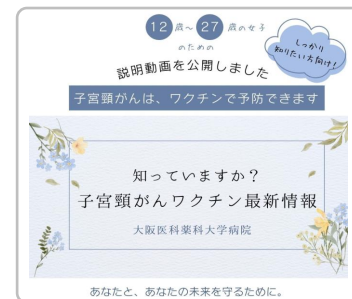 12歳〜27歳の女子
のための
しっかり
知りたい方向け!
説明動画を公開しました
子宮頸がんは、ワクチンで予防できます
知っていますか？
子宮頸がんワクチン最新情報
大阪医科薬科大学病院
あなたと、あなたの未来を守るために。